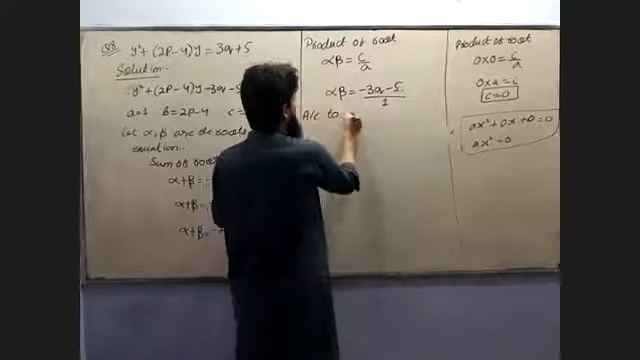 Q8 y² + (2P-4)y = 3a+5
Solution
y² + (2P-4)y - 3a - 5
a=1 b=2P-4 c=
let α, β are the roots
equation
Sum of root
α+β = -
α+β =
α+β = -
Product of root
αβ = c/a
αβ = -3a-5/1
A/c to
Product of root
0×0 = c/a
0×a = c
c=0
ax² + 0x + 0 = 0
ax² = 0